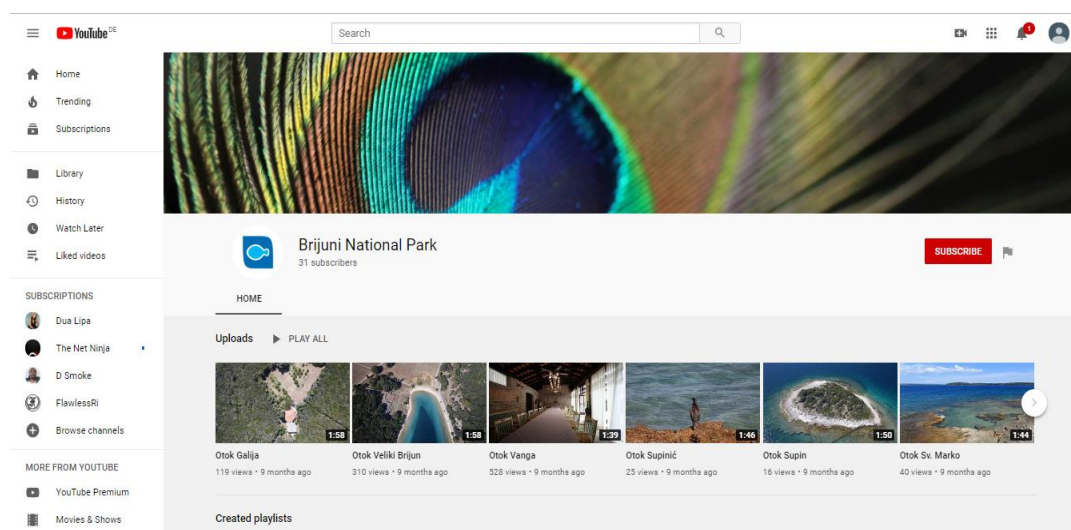 YouTube DE
Search
1
Home
Trending
Subscriptions
Library
History
Watch Later
Liked videos
SUBSCRIPTIONS
Dua Lipa
The Net Ninja
D Smoke
FlawlessRi
Browse channels
MORE FROM YOUTUBE
YouTube Premium
Movies & Shows
Brijuni National Park
31 subscribers
SUBSCRIBE
HOME
Uploads PLAY ALL
1:58 1:58 1:39 1:46 1:50 1:44
Otok Galija Otok Veliki Brijun Otok Vanga Otok Supinić Otok Supin Otok Sv. Marko
119 views • 9 months ago 310 views • 9 months ago 528 views • 9 months ago 25 views • 9 months ago 16 views • 9 months ago 40 views • 9 months ago
Created playlists